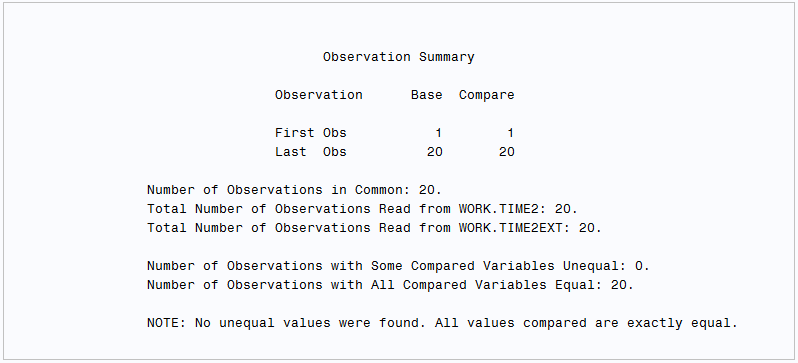 Observation Summary
Observation Base Compare
First Obs 1 1
Last Obs 20 20
Number of Observations in Common: 20.
Total Number of Observations Read from WORK.TIME2: 20.
Total Number of Observations Read from WORK.TIME2EXT: 20.
Number of Observations with Some Compared Variables Unequal: 0.
Number of Observations with All Compared Variables Equal: 20.
NOTE: No unequal values were found. All values compared are exactly equal.